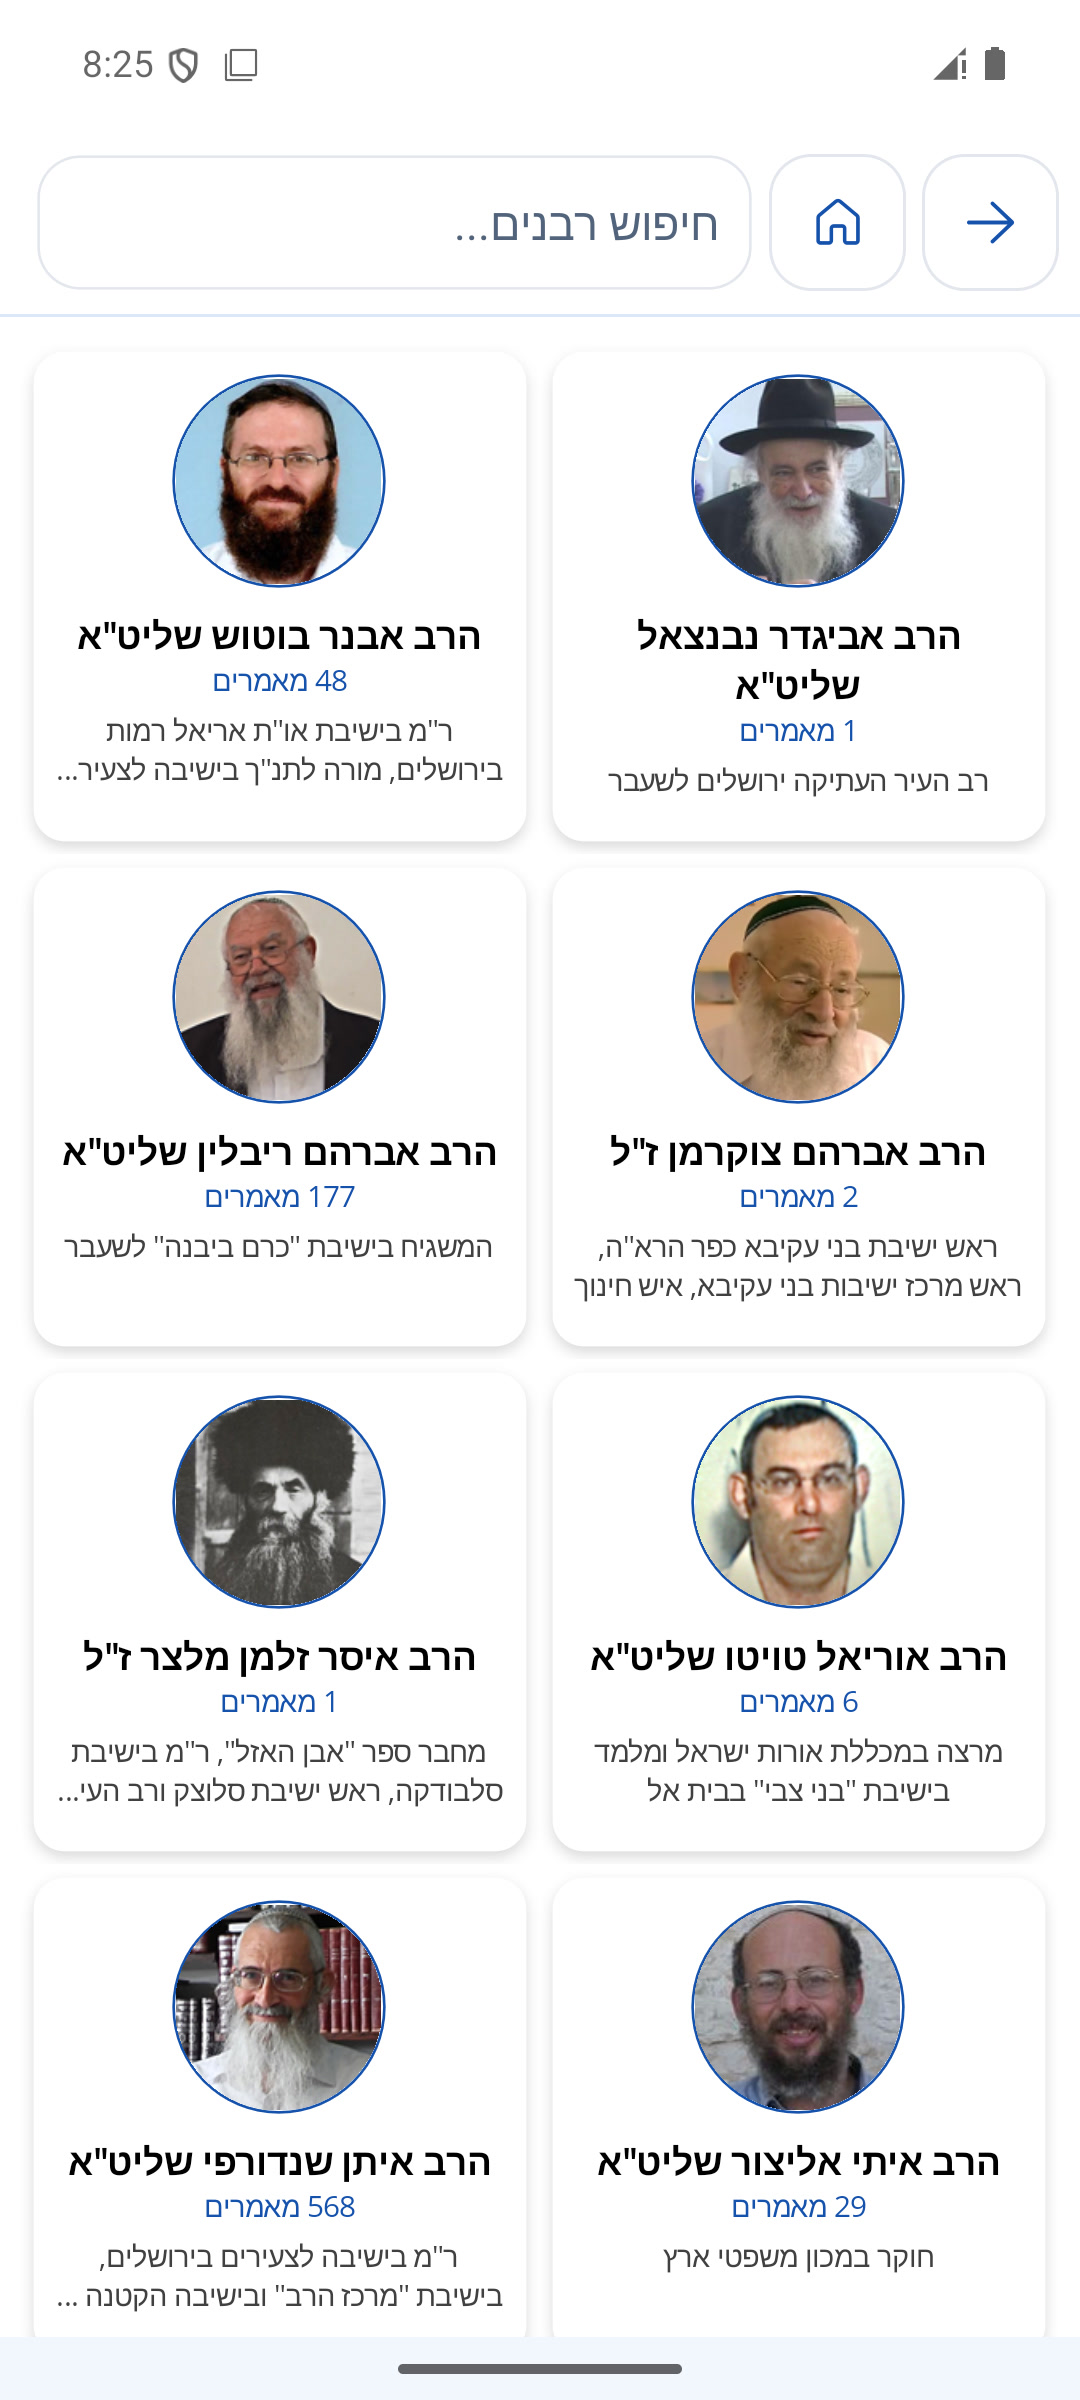 8:25
חיפוש רבנים...
הרב אביגדר נבנצאל
שליט"א
1 מאמרים
רב העיר העתיקה ירושלים לשעבר
הרב אבנר בוטוש שליט"א
48 מאמרים
ר"מ בישיבת או"ת אריאל רמות
בירושלים, מורה לתנ"ך בישיבה לצעיר...
הרב אברהם צוקרמן ז"ל
2 מאמרים
ראש ישיבת בני עקיבא כפר הרא"ה,
ראש מרכז ישיבות בני עקיבא, איש חינוך
הרב אברהם ריבלין שליט"א
177 מאמרים
המשגיח בישיבת "כרם ביבנה" לשעבר
הרב אוריאל טויטו שליט"א
6 מאמרים
מרצה במכללת אורות ישראל ומלמד
בישיבת "בני צבי" בבית אל
הרב איסר זלמן מלצר ז"ל
1 מאמרים
מחבר ספר "אבן האזל", ר"מ בישיבת
סלבודקה, ראש ישיבת סלוצק ורב העי...
הרב איתי אליצור שליט"א
29 מאמרים
חוקר במכון משפטי ארץ
הרב איתן שנדורפי שליט"א
568 מאמרים
ר"מ בישיבה לצעירים בירושלים,
בישיבת "מרכז הרב" ובישיבה הקטנה ...